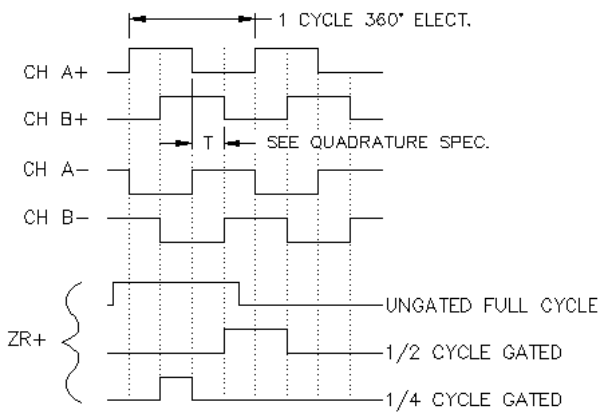 1 CYCLE 360° ELECT.
CH A+
CH B+
T SEE QUADRATURE SPEC.
CH A−
CH B−
UNGATED FULL CYCLE
ZR+
1/2 CYCLE GATED
1/4 CYCLE GATED